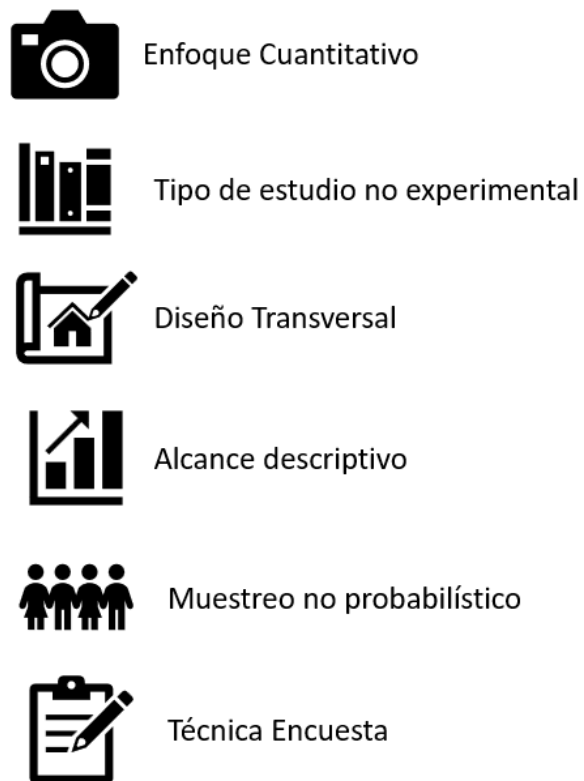 Enfoque Cuantitativo
Tipo de estudio no experimental
Diseño Transversal
Alcance descriptivo
Muestreo no probabilístico
Técnica Encuesta